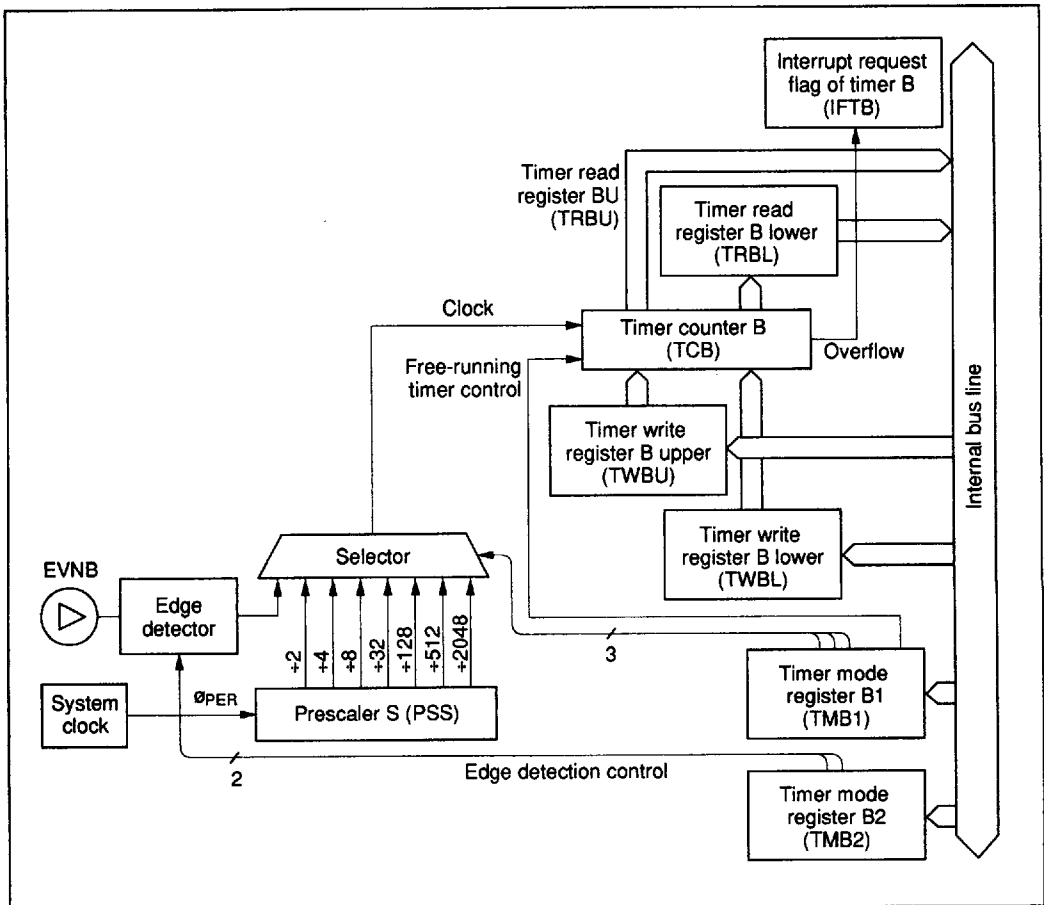 Interrupt request
flag of timer B
(IFTB)
Timer read
register BU
(TRBU)
Timer read
register B lower
(TRBL)
Clock
Timer counter B
(TCB)
Overflow
Free-running
timer control
Timer write
register B upper
(TWBU)
Internal bus line
Timer write
register B lower
(TWBL)
Selector
EVNB
Edge
detector
÷2
÷4
÷8
÷32
÷128
÷512
÷2048
3
System
clock
øPER
Prescaler S (PSS)
Timer mode
register B1
(TMB1)
2
Edge detection control
Timer mode
register B2
(TMB2)